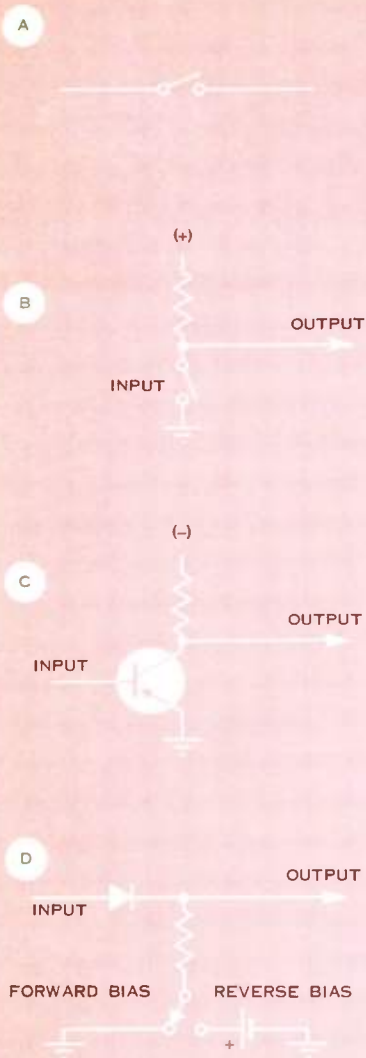 A
(+)
B
OUTPUT
INPUT
(–)
C
OUTPUT
INPUT
D
OUTPUT
INPUT
FORWARD BIAS REVERSE BIAS
+